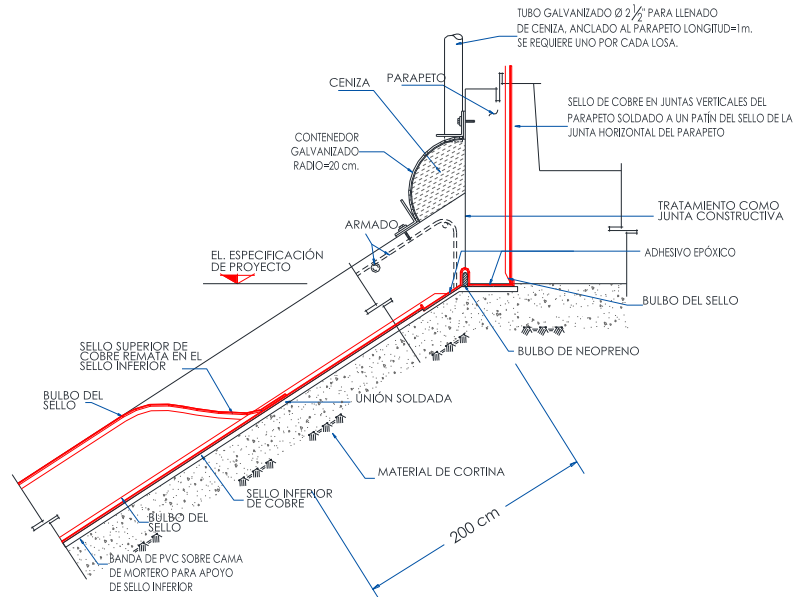 TUBO GALVANIZADO Ø 2 1/2" PARA LLENADO
DE CENIZA, ANCLADO AL PARAPETO LONGITUD=1m.
SE REQUIERE UNO POR CADA LOSA.
PARAPETO
CENIZA
SELLO DE COBRE EN JUNTAS VERTICALES DEL
PARAPETO SOLDADO A UN PATÍN DEL SELLO DE LA
JUNTA HORIZONTAL DEL PARAPETO
CONTENEDOR
GALVANIZADO
RADIO=20 cm.
TRATAMIENTO COMO
JUNTA CONSTRUCTIVA
ARMADO
ADHESIVO EPÓXICO
EL. ESPECIFICACIÓN
DE PROYECTO
BULBO DEL SELLO
SELLO SUPERIOR DE
COBRE REMATA EN EL
SELLO INFERIOR
BULBO DE NEOPRENO
BULBO DEL
SELLO
UNIÓN SOLDADA
MATERIAL DE CORTINA
SELLO INFERIOR
DE COBRE
BULBO DEL
SELLO
200 cm
BANDA DE PVC SOBRE CAMA
DE MORTERO PARA APOYO
DE SELLO INFERIOR